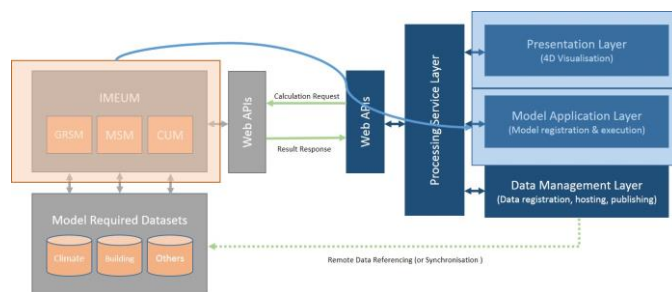 IMEUM
GRSM
MSM
CUM
Model Required Datasets
Climate
Building
Others
Web APIs
Calculation Request
Result Response
Web APIs
Processing Service Layer
Presentation Layer
(4D Visualisation)
Model Application Layer
(Model registration & execution)
Data Management Layer
(Data registration, hosting, publishing)
Remote Data Referencing (or Synchronisation )